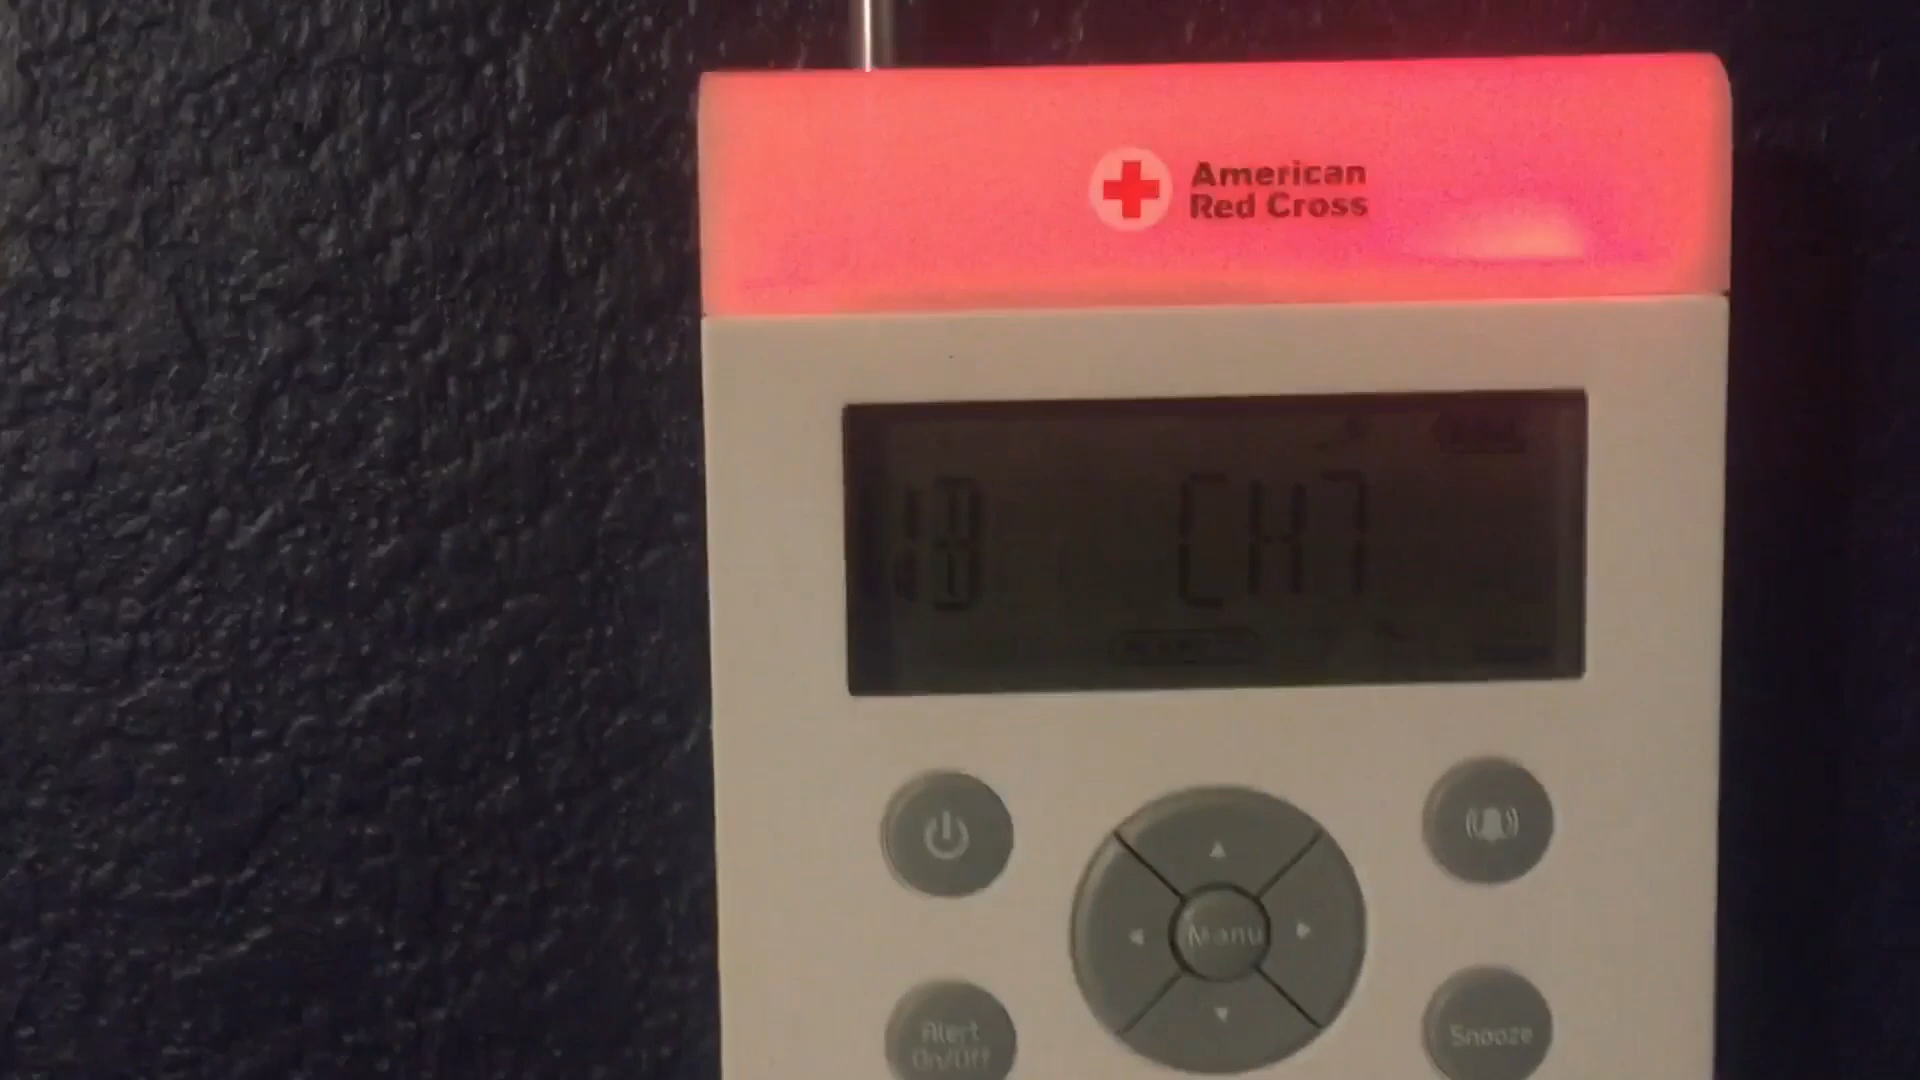 American
Red Cross
CH7
Menu
Alert
On/Off
Snooze